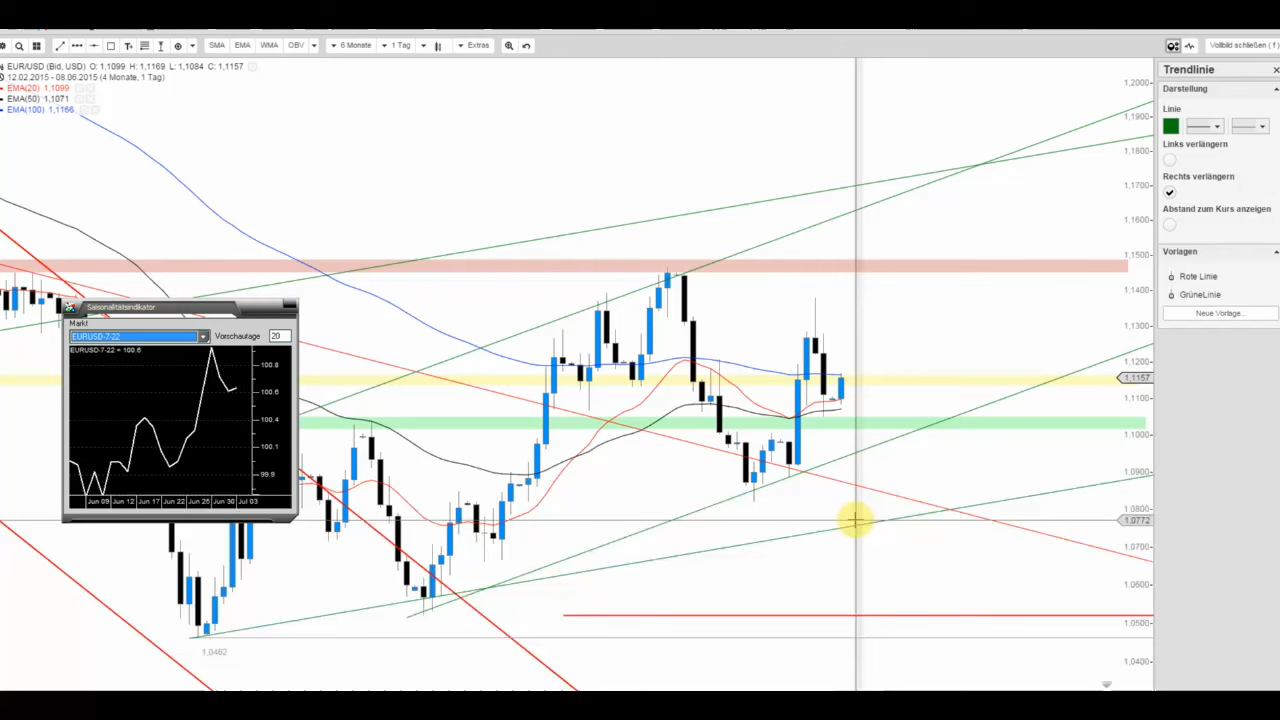 T+
SMA EMA WMA OBV 6 Monate 1 Tag Extras
Vollbild schließen ( f )
EUR/USD (Bid, USD) O: 1,1099 H: 1,1169 L: 1,1084 C: 1,1157
12.02.2015 - 08.06.2015 (4 Monate, 1 Tag)
EMA(20) 1,1099
EMA(50) 1,1071
EMA(100) 1,1166
1,2000
1,1900
1,1800
1,1700
1,1600
1,1500
1,1400
1,1300
1,1200
1,1157
1,1100
1,1000
1,0900
1,0800
1,0772
1,0700
1,0600
1,0500
1,0400
1,0462
Saisonalitätsindikator
Markt
EURUSD-7-22 Vorschautage 20
EURUSD-7-22 = 100.6
100.8
100.6
100.4
100.1
99.9
Jun 09 Jun 12 Jun 17 Jun 22 Jun 25 Jun 30 Jul 03
Trendlinie
Darstellung
Linie
Links verlängern
Rechts verlängern
Abstand zum Kurs anzeigen
Vorlagen
Rote Linie
GrüneLinie
Neue Vorlage...